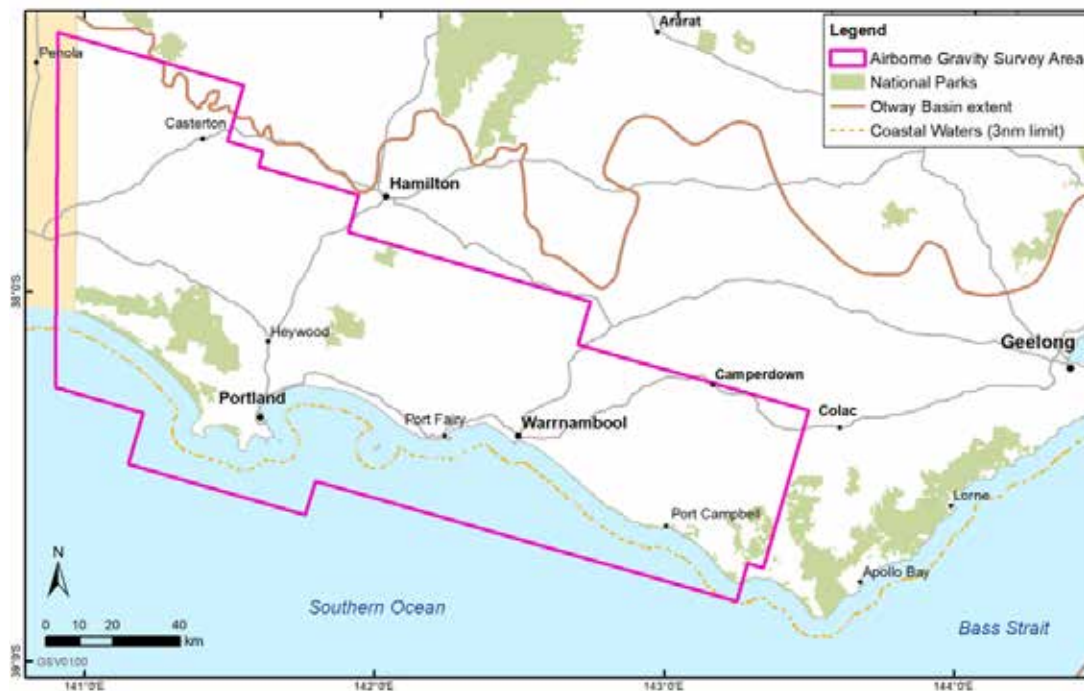 Legend
Airborne Gravity Survey Area
National Parks
Otway Basin extent
Coastal Waters (3nm limit)
Ararat
Penola
Casterton
Hamilton
38°0'S
Heywood
Geelong
Camperdown
Portland
Colac
Port Fairy
Warrnambool
Lorne
Port Campbell
N
Apollo Bay
Southern Ocean
Bass Strait
0 10 20 40
km
GSV0100
141°0'E
142°0'E
143°0'E
144°0'E